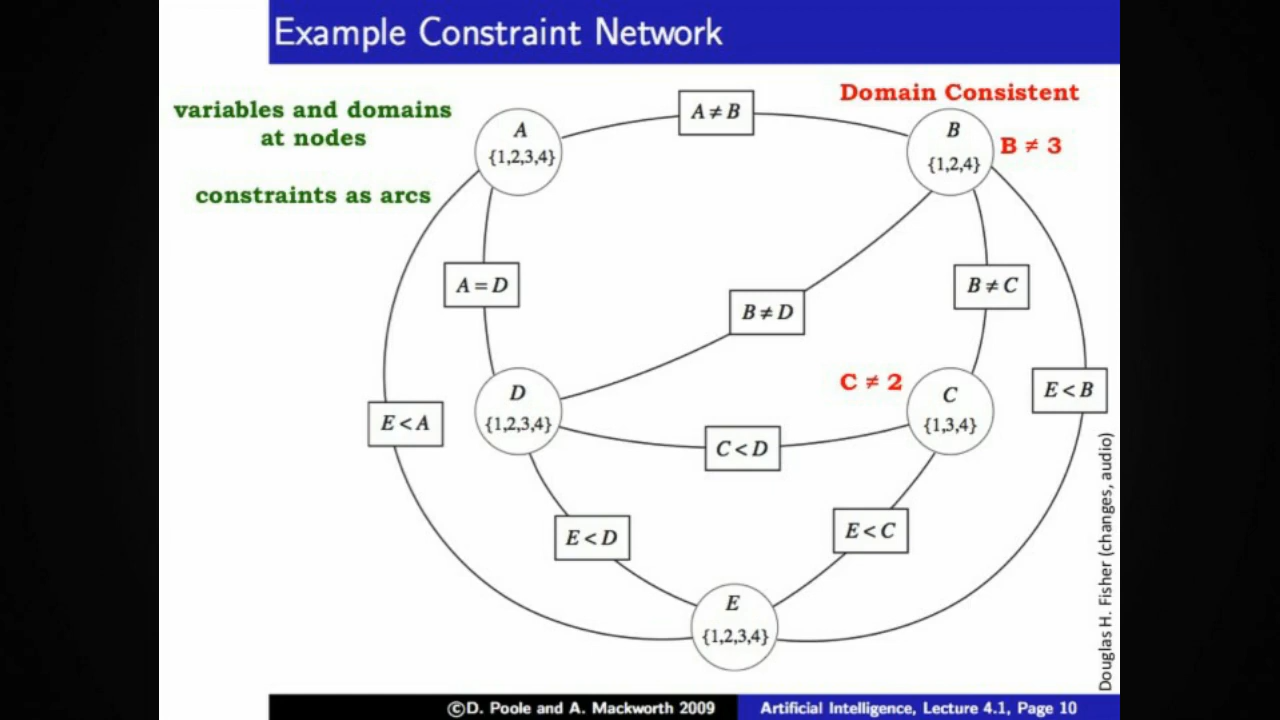 Example Constraint Network
variables and domains
at nodes
constraints as arcs
Domain Consistent
A ≠ B
A
{1,2,3,4}
B
{1,2,4}
B ≠ 3
A = D
B ≠ D
B ≠ C
C ≠ 2
D
{1,2,3,4}
C
{1,3,4}
E < B
E < A
C < D
E < D
E < C
E
{1,2,3,4}
Douglas H. Fisher (changes, audio)
©D. Poole and A. Mackworth 2009
Artificial Intelligence, Lecture 4.1, Page 10